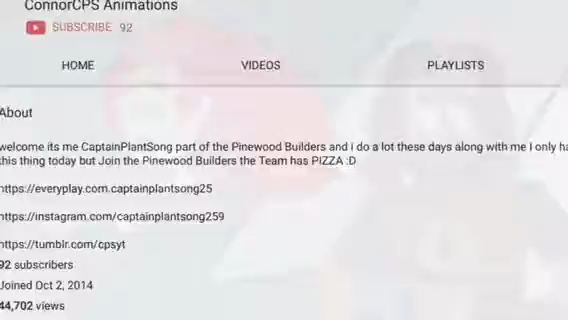 ConnorCPS Animations
SUBSCRIBE 92
HOME VIDEOS PLAYLISTS
About
welcome its me CaptainPlantSong part of the Pinewood Builders and i do a lot these days along with me I only ha
this thing today but Join the Pinewood Builders the Team has PIZZA :D
https://everyplay.com.captainplantsong25
https://instagram.com/captainplantsong259
https://tumblr.com/cpsyt
92 subscribers
Joined Oct 2, 2014
44,702 views